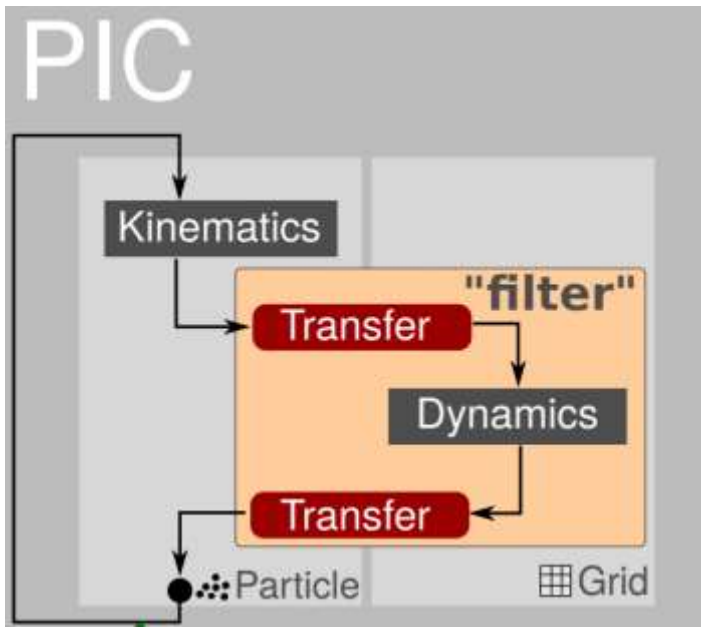 PIC
Kinematics
"filter"
Transfer
Dynamics
Transfer
Particle
Grid